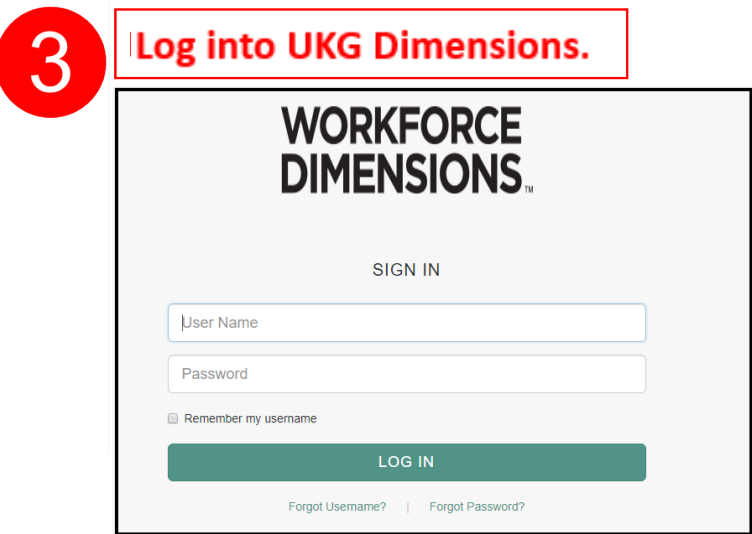 3
Log into UKG Dimensions.
WORKFORCE
DIMENSIONS™
SIGN IN
User Name
Password
Remember my username
LOG IN
Forgot Username? | Forgot Password?